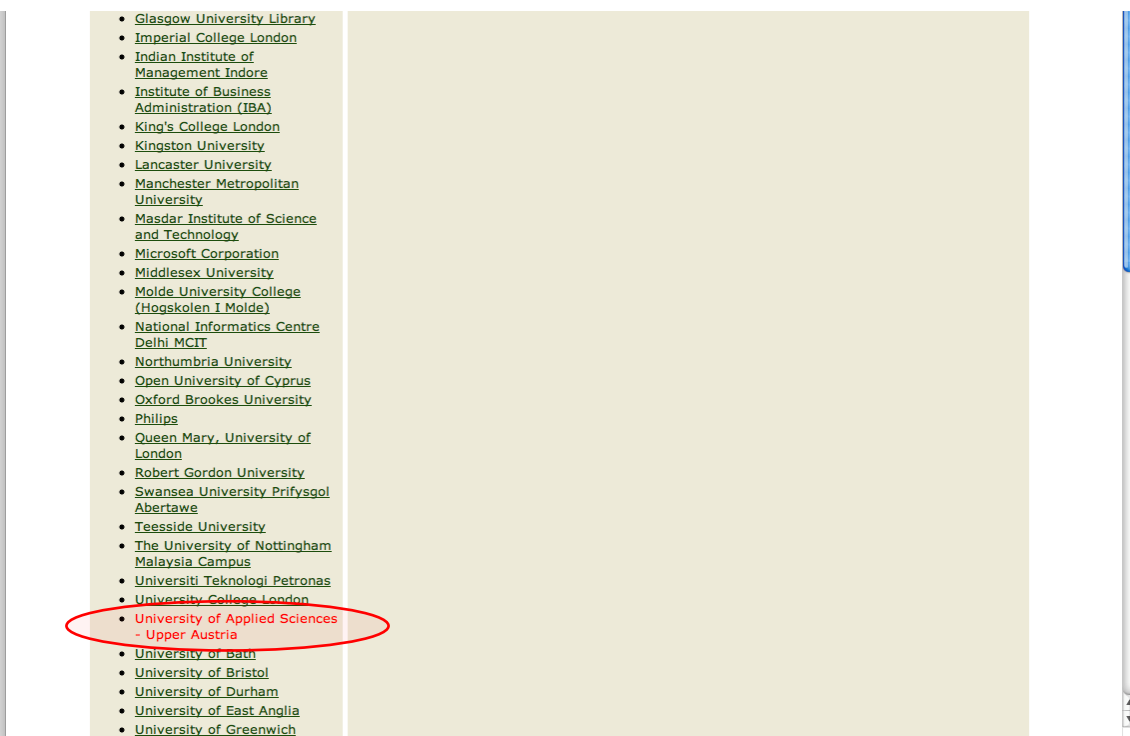 Glasgow University Library
Imperial College London
Indian Institute of
Management Indore
Institute of Business
Administration (IBA)
King's College London
Kingston University
Lancaster University
Manchester Metropolitan
University
Masdar Institute of Science
and Technology
Microsoft Corporation
Middlesex University
Molde University College
(Hogskolen I Molde)
National Informatics Centre
Delhi MCIT
Northumbria University
Open University of Cyprus
Oxford Brookes University
Philips
Queen Mary, University of
London
Robert Gordon University
Swansea University Prifysgol
Abertawe
Teesside University
The University of Nottingham
Malaysia Campus
Universiti Teknologi Petronas
University College London
University of Applied Sciences
- Upper Austria
University of Bath
University of Bristol
University of Durham
University of East Anglia
University of Greenwich